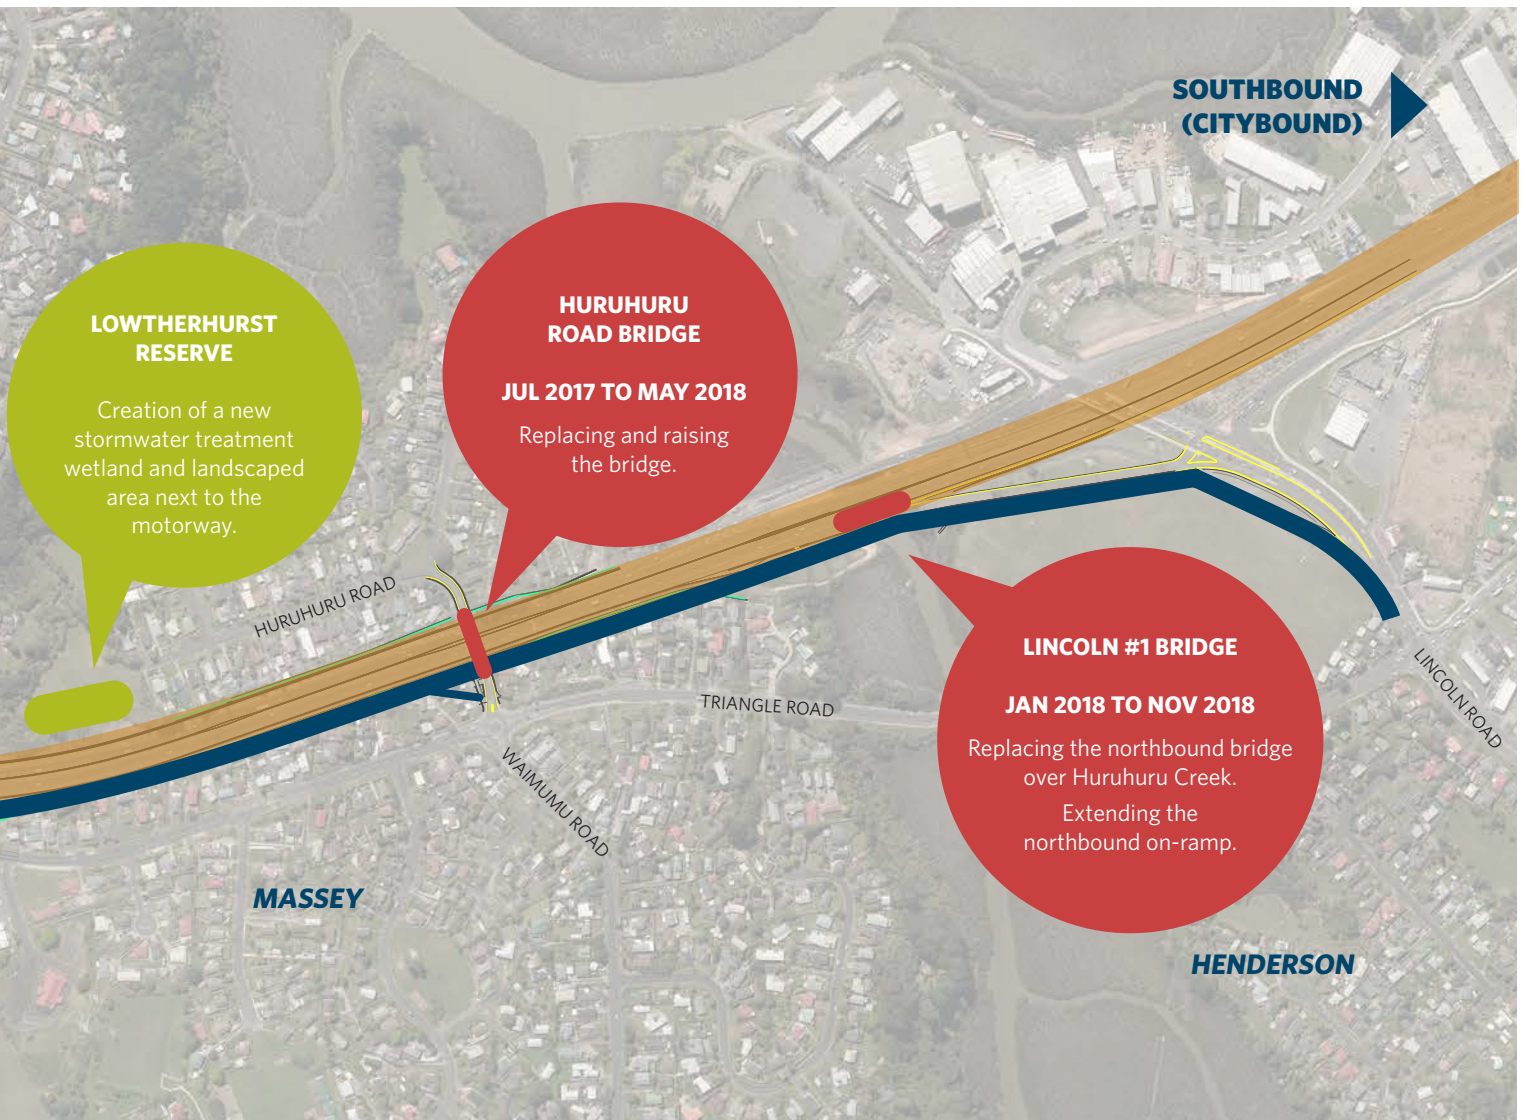 SOUTHBOUND
(CITYBOUND)
LOWTHERHURST
RESERVE
Creation of a new
stormwater treatment
wetland and landscaped
area next to the
motorway.
HURUHURU
ROAD BRIDGE
JUL 2017 TO MAY 2018
Replacing and raising
the bridge.
HURUHURU ROAD
TRIANGLE ROAD
WAIMUMU ROAD
LINCOLN ROAD
LINCOLN #1 BRIDGE
JAN 2018 TO NOV 2018
Replacing the northbound bridge
over Huruhuru Creek.
Extending the
northbound on-ramp.
MASSEY
HENDERSON